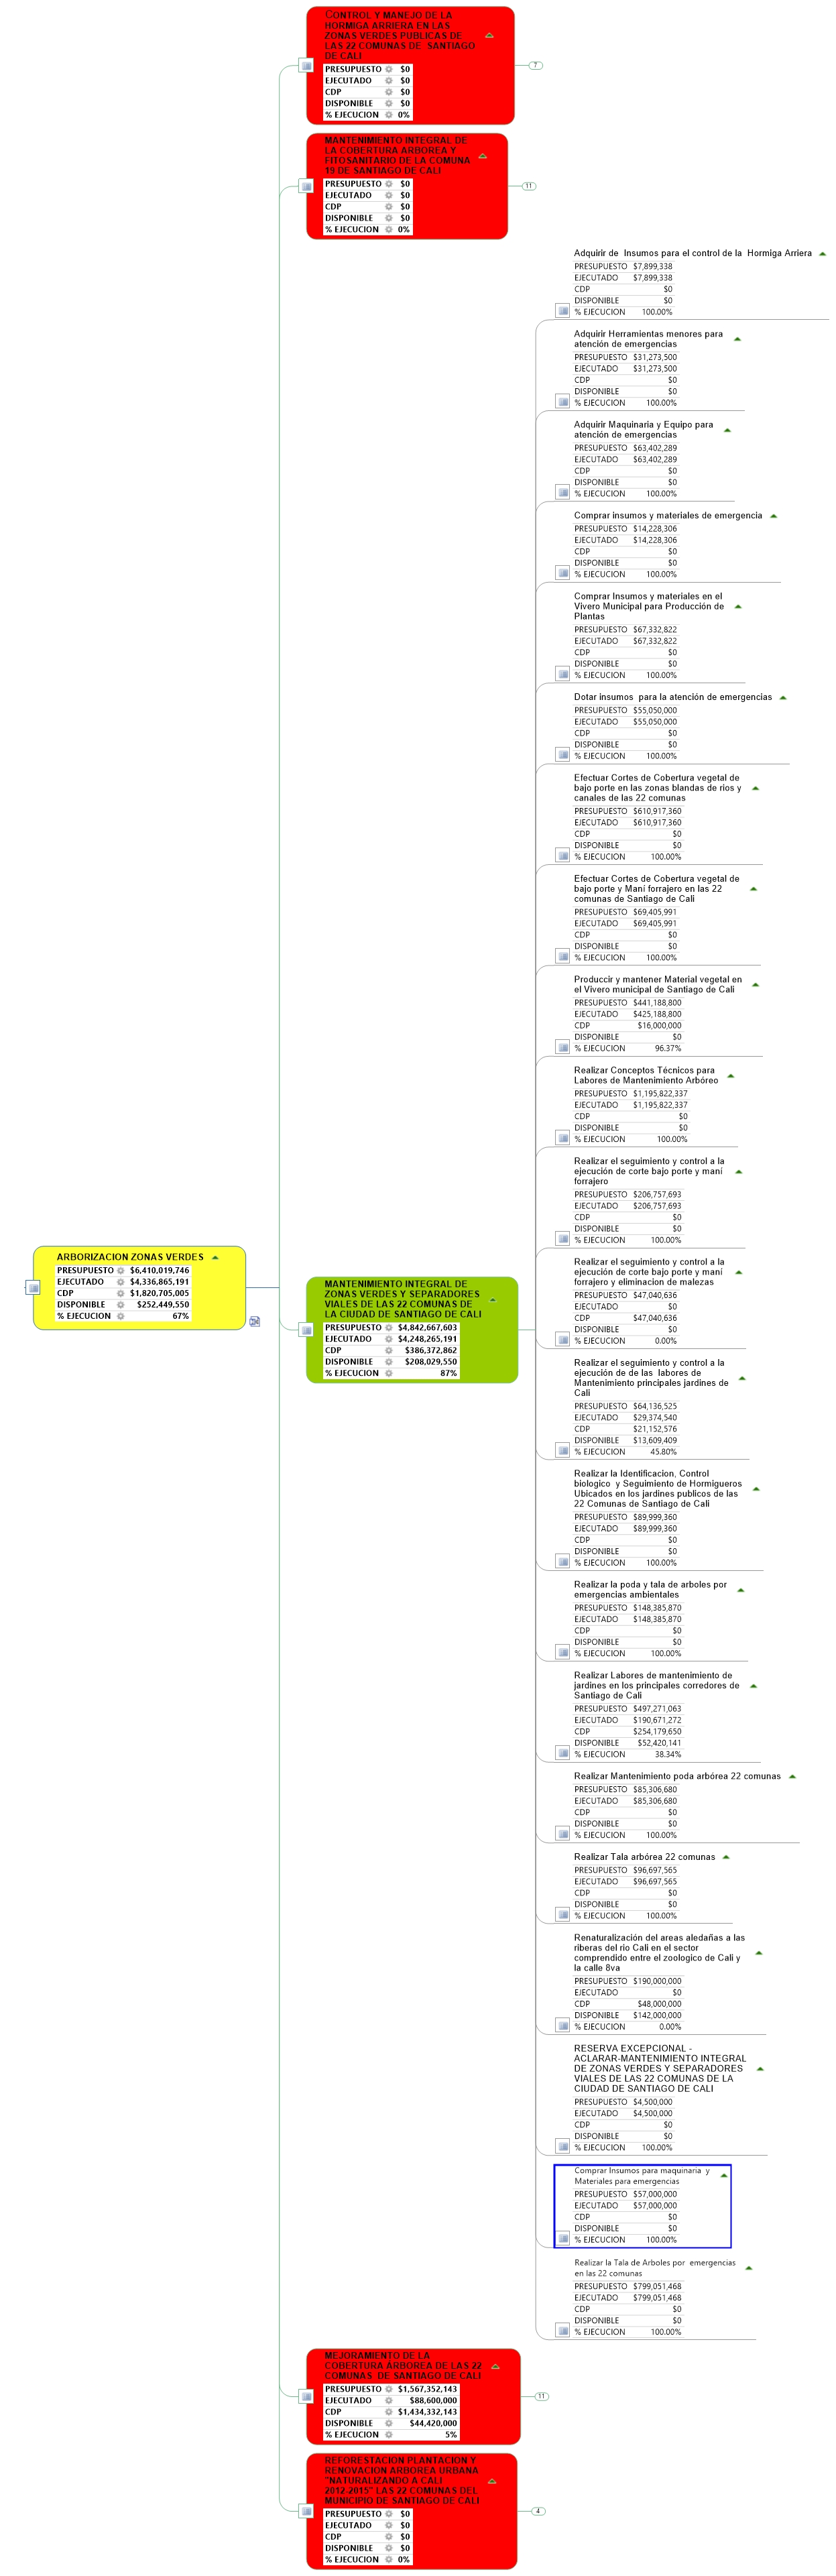 CONTROL Y MANEJO DE LA
HORMIGA ARRIERA EN LAS
ZONAS VERDES PUBLICAS DE
LAS 22 COMUNAS DE SANTIAGO
DE CALI
PRESUPUESTO $0
EJECUTADO $0
CDP $0
DISPONIBLE $0
% EJECUCION 0%
7
MANTENIMIENTO INTEGRAL DE
LA COBERTURA ARBOREA Y
FITOSANITARIO DE LA COMUNA
19 DE SANTIAGO DE CALI
PRESUPUESTO $0
EJECUTADO $0
CDP $0
DISPONIBLE $0
% EJECUCION 0%
11
ARBORIZACION ZONAS VERDES
PRESUPUESTO $6,410,019,746
EJECUTADO $4,336,865,191
CDP $1,820,705,005
DISPONIBLE $252,449,550
% EJECUCION 67%
MANTENIMIENTO INTEGRAL DE
ZONAS VERDES Y SEPARADORES
VIALES DE LAS 22 COMUNAS DE
LA CIUDAD DE SANTIAGO DE CALI
PRESUPUESTO $4,842,667,603
EJECUTADO $4,248,265,191
CDP $386,372,862
DISPONIBLE $208,029,550
% EJECUCION 87%
Adquirir de Insumos para el control de la Hormiga Arriera
PRESUPUESTO $7,899,338
EJECUTADO $7,899,338
CDP $0
DISPONIBLE $0
% EJECUCION 100.00%
Adquirir Herramientas menores para
atención de emergencias
PRESUPUESTO $31,273,500
EJECUTADO $31,273,500
CDP $0
DISPONIBLE $0
% EJECUCION 100.00%
Adquirir Maquinaria y Equipo para
atención de emergencias
PRESUPUESTO $63,402,289
EJECUTADO $63,402,289
CDP $0
DISPONIBLE $0
% EJECUCION 100.00%
Comprar insumos y materiales de emergencia
PRESUPUESTO $14,228,306
EJECUTADO $14,228,306
CDP $0
DISPONIBLE $0
% EJECUCION 100.00%
Comprar Insumos y materiales en el
Vivero Municipal para Producción de
Plantas
PRESUPUESTO $67,332,822
EJECUTADO $67,332,822
CDP $0
DISPONIBLE $0
% EJECUCION 100.00%
Dotar insumos para la atención de emergencias
PRESUPUESTO $55,050,000
EJECUTADO $55,050,000
CDP $0
DISPONIBLE $0
% EJECUCION 100.00%
Efectuar Cortes de Cobertura vegetal de
bajo porte en las zonas blandas de rios y
canales de las 22 comunas
PRESUPUESTO $610,917,360
EJECUTADO $610,917,360
CDP $0
DISPONIBLE $0
% EJECUCION 100.00%
Efectuar Cortes de Cobertura vegetal de
bajo porte y Maní forrajero en las 22
comunas de Santiago de Cali
PRESUPUESTO $69,405,991
EJECUTADO $69,405,991
CDP $0
DISPONIBLE $0
% EJECUCION 100.00%
Produccir y mantener Material vegetal en
el Vivero municipal de Santiago de Cali
PRESUPUESTO $441,188,800
EJECUTADO $425,188,800
CDP $16,000,000
DISPONIBLE $0
% EJECUCION 96.37%
Realizar Conceptos Técnicos para
Labores de Mantenimiento Arbóreo
PRESUPUESTO $1,195,822,337
EJECUTADO $1,195,822,337
CDP $0
DISPONIBLE $0
% EJECUCION 100.00%
Realizar el seguimiento y control a la
ejecución de corte bajo porte y maní
forrajero
PRESUPUESTO $206,757,693
EJECUTADO $206,757,693
CDP $0
DISPONIBLE $0
% EJECUCION 100.00%
Realizar el seguimiento y control a la
ejecución de corte bajo porte y maní
forrajero y eliminacion de malezas
PRESUPUESTO $47,040,636
EJECUTADO $0
CDP $47,040,636
DISPONIBLE $0
% EJECUCION 0.00%
Realizar el seguimiento y control a la
ejecución de de las labores de
Mantenimiento principales jardines de
Cali
PRESUPUESTO $64,136,525
EJECUTADO $29,374,540
CDP $21,152,576
DISPONIBLE $13,609,409
% EJECUCION 45.80%
Realizar la Identificacion, Control
biologico y Seguimiento de Hormigueros
Ubicados en los jardines publicos de las
22 Comunas de Santiago de Cali
PRESUPUESTO $89,999,360
EJECUTADO $89,999,360
CDP $0
DISPONIBLE $0
% EJECUCION 100.00%
Realizar la poda y tala de arboles por
emergencias ambientales
PRESUPUESTO $148,385,870
EJECUTADO $148,385,870
CDP $0
DISPONIBLE $0
% EJECUCION 100.00%
Realizar Labores de mantenimiento de
jardines en los principales corredores de
Santiago de Cali
PRESUPUESTO $497,271,063
EJECUTADO $190,671,272
CDP $254,179,650
DISPONIBLE $52,420,141
% EJECUCION 38.34%
Realizar Mantenimiento poda arbórea 22 comunas
PRESUPUESTO $85,306,680
EJECUTADO $85,306,680
CDP $0
DISPONIBLE $0
% EJECUCION 100.00%
Realizar Tala arbórea 22 comunas
PRESUPUESTO $96,697,565
EJECUTADO $96,697,565
CDP $0
DISPONIBLE $0
% EJECUCION 100.00%
Renaturalización del areas aledañas a las
riberas del rio Cali en el sector
comprendido entre el zoologico de Cali y
la calle 8va
PRESUPUESTO $190,000,000
EJECUTADO $0
CDP $48,000,000
DISPONIBLE $142,000,000
% EJECUCION 0.00%
RESERVA EXCEPCIONAL -
ACLARAR-MANTENIMIENTO INTEGRAL
DE ZONAS VERDES Y SEPARADORES
VIALES DE LAS 22 COMUNAS DE LA
CIUDAD DE SANTIAGO DE CALI
PRESUPUESTO $4,500,000
EJECUTADO $4,500,000
CDP $0
DISPONIBLE $0
% EJECUCION 100.00%
Comprar Insumos para maquinaria y
Materiales para emergencias
PRESUPUESTO $57,000,000
EJECUTADO $57,000,000
CDP $0
DISPONIBLE $0
% EJECUCION 100.00%
Realizar la Tala de Arboles por emergencias
en las 22 comunas
PRESUPUESTO $799,051,468
EJECUTADO $799,051,468
CDP $0
DISPONIBLE $0
% EJECUCION 100.00%
MEJORAMIENTO DE LA
COBERTURA ÁRBOREA DE LAS 22
COMUNAS DE SANTIAGO DE CALI
PRESUPUESTO $1,567,352,143
EJECUTADO $88,600,000
CDP $1,434,332,143
DISPONIBLE $44,420,000
% EJECUCION 5%
11
REFORESTACION PLANTACION Y
RENOVACION ARBOREA URBANA
"NATURALIZANDO A CALI
2012-2015" LAS 22 COMUNAS DEL
MUNICIPIO DE SANTIAGO DE CALI
PRESUPUESTO $0
EJECUTADO $0
CDP $0
DISPONIBLE $0
% EJECUCION 0%
4